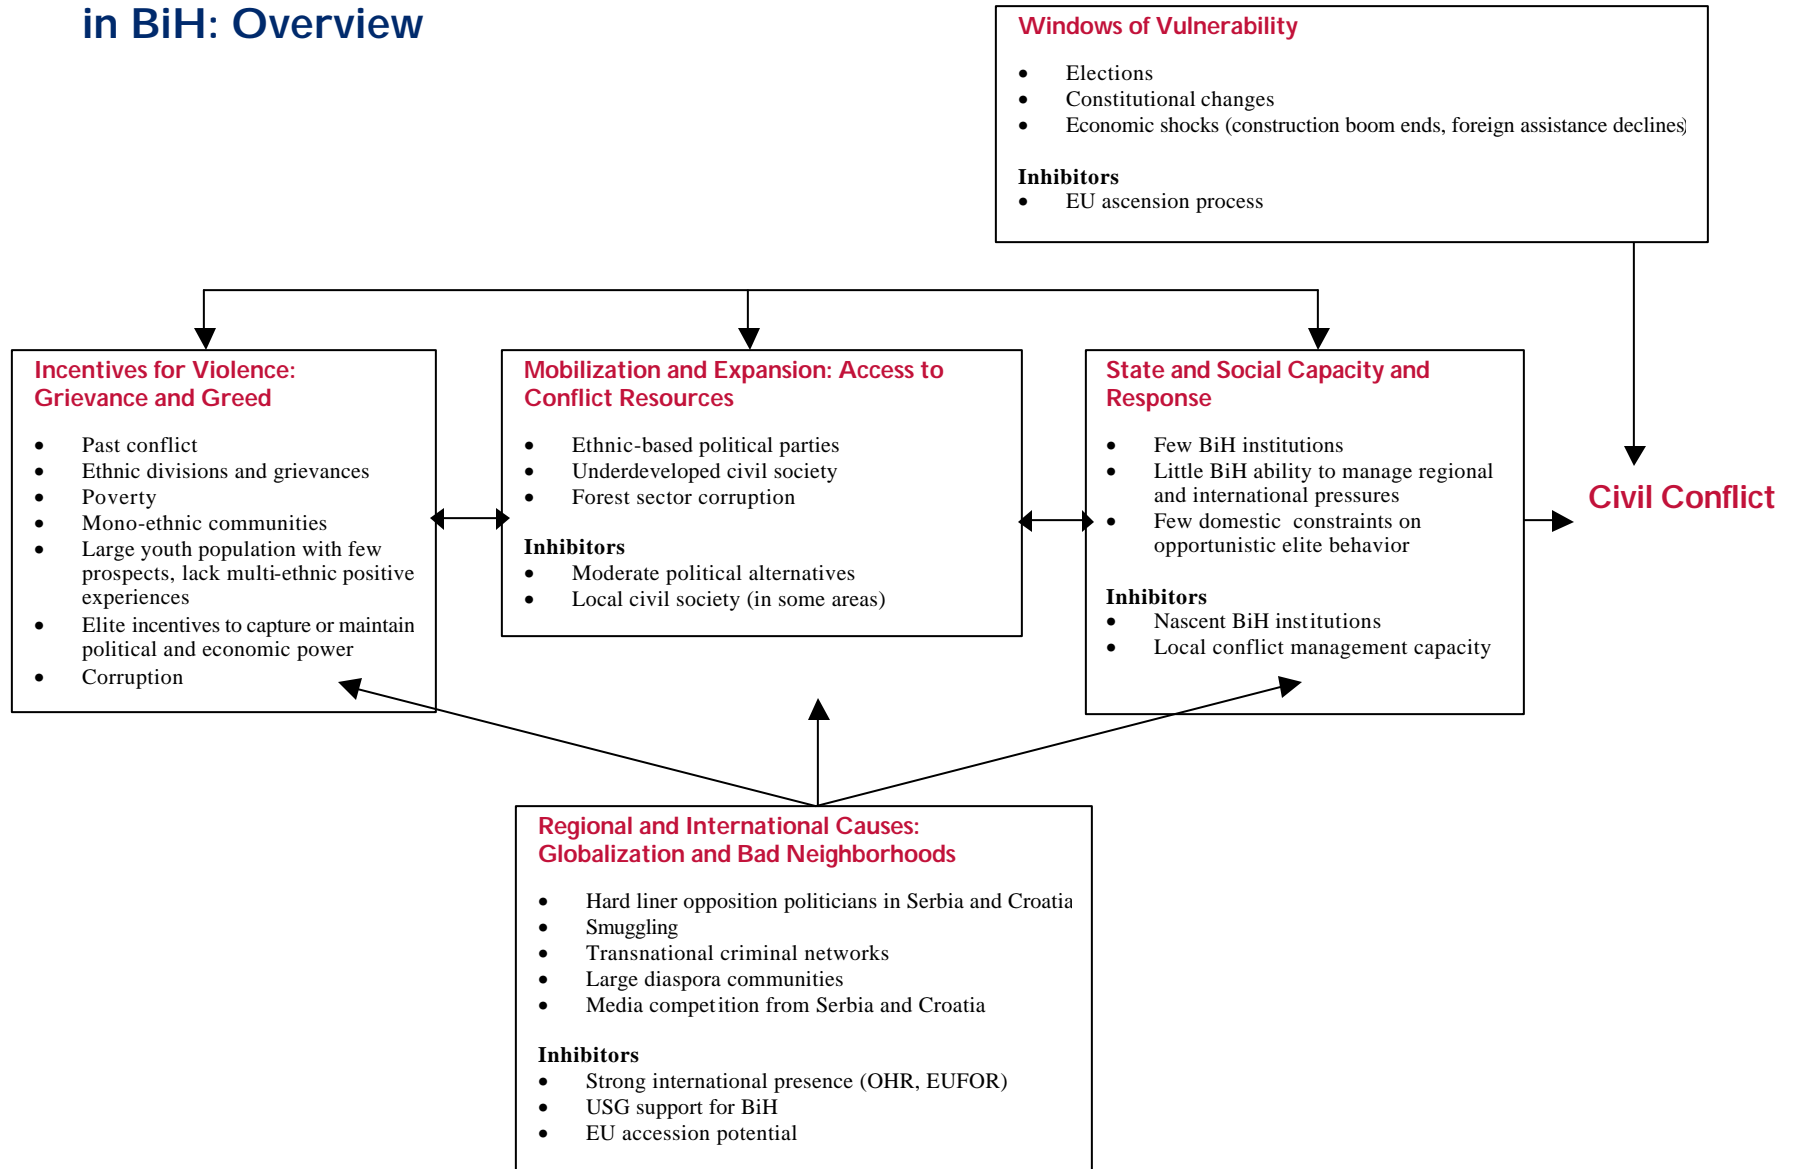 in BiH: Overview
Windows of Vulnerability
• Elections
• Constitutional changes
• Economic shocks (construction boom ends, foreign assistance declines)
Inhibitors
• EU ascension process
Incentives for Violence:
Grievance and Greed
• Past conflict
• Ethnic divisions and grievances
• Poverty
• Mono-ethnic communities
• Large youth population with few
prospects, lack multi-ethnic positive
experiences
• Elite incentives to capture or maintain
political and economic power
• Corruption
Mobilization and Expansion: Access to
Conflict Resources
• Ethnic-based political parties
• Underdeveloped civil society
• Forest sector corruption
Inhibitors
• Moderate political alternatives
• Local civil society (in some areas)
State and Social Capacity and
Response
• Few BiH institutions
• Little BiH ability to manage regional
and international pressures
• Few domestic constraints on
opportunistic elite behavior
Inhibitors
• Nascent BiH institutions
• Local conflict management capacity
Civil Conflict
Regional and International Causes:
Globalization and Bad Neighborhoods
• Hard liner opposition politicians in Serbia and Croatia
• Smuggling
• Transnational criminal networks
• Large diaspora communities
• Media competition from Serbia and Croatia
Inhibitors
• Strong international presence (OHR, EUFOR)
• USG support for BiH
• EU accession potential